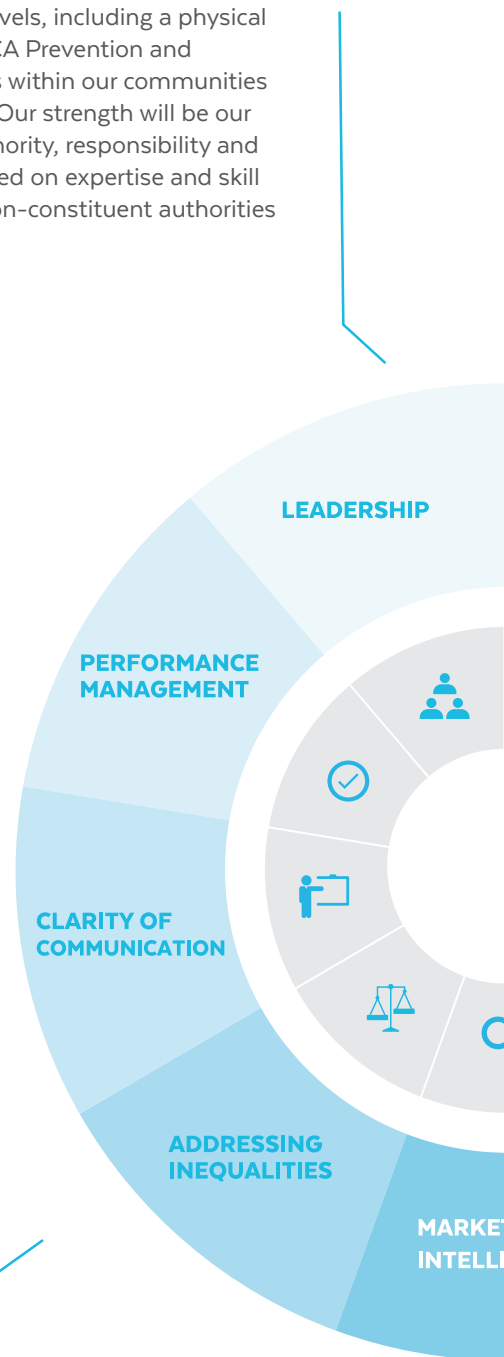 vels, including a physical
CA Prevention and
s within our communities
Our strength will be our
hority, responsibility and
ed on expertise and skill
on-constituent authorities
LEADERSHIP
PERFORMANCE
MANAGEMENT
CLARITY OF
COMMUNICATION
ADDRESSING
INEQUALITIES
MARKET
INTELLI